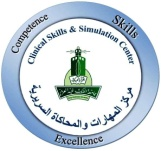 Competence
Skills
Clinical Skills & Simulation Center
مركز المهارات والمحاكاة السريرية
Excellence